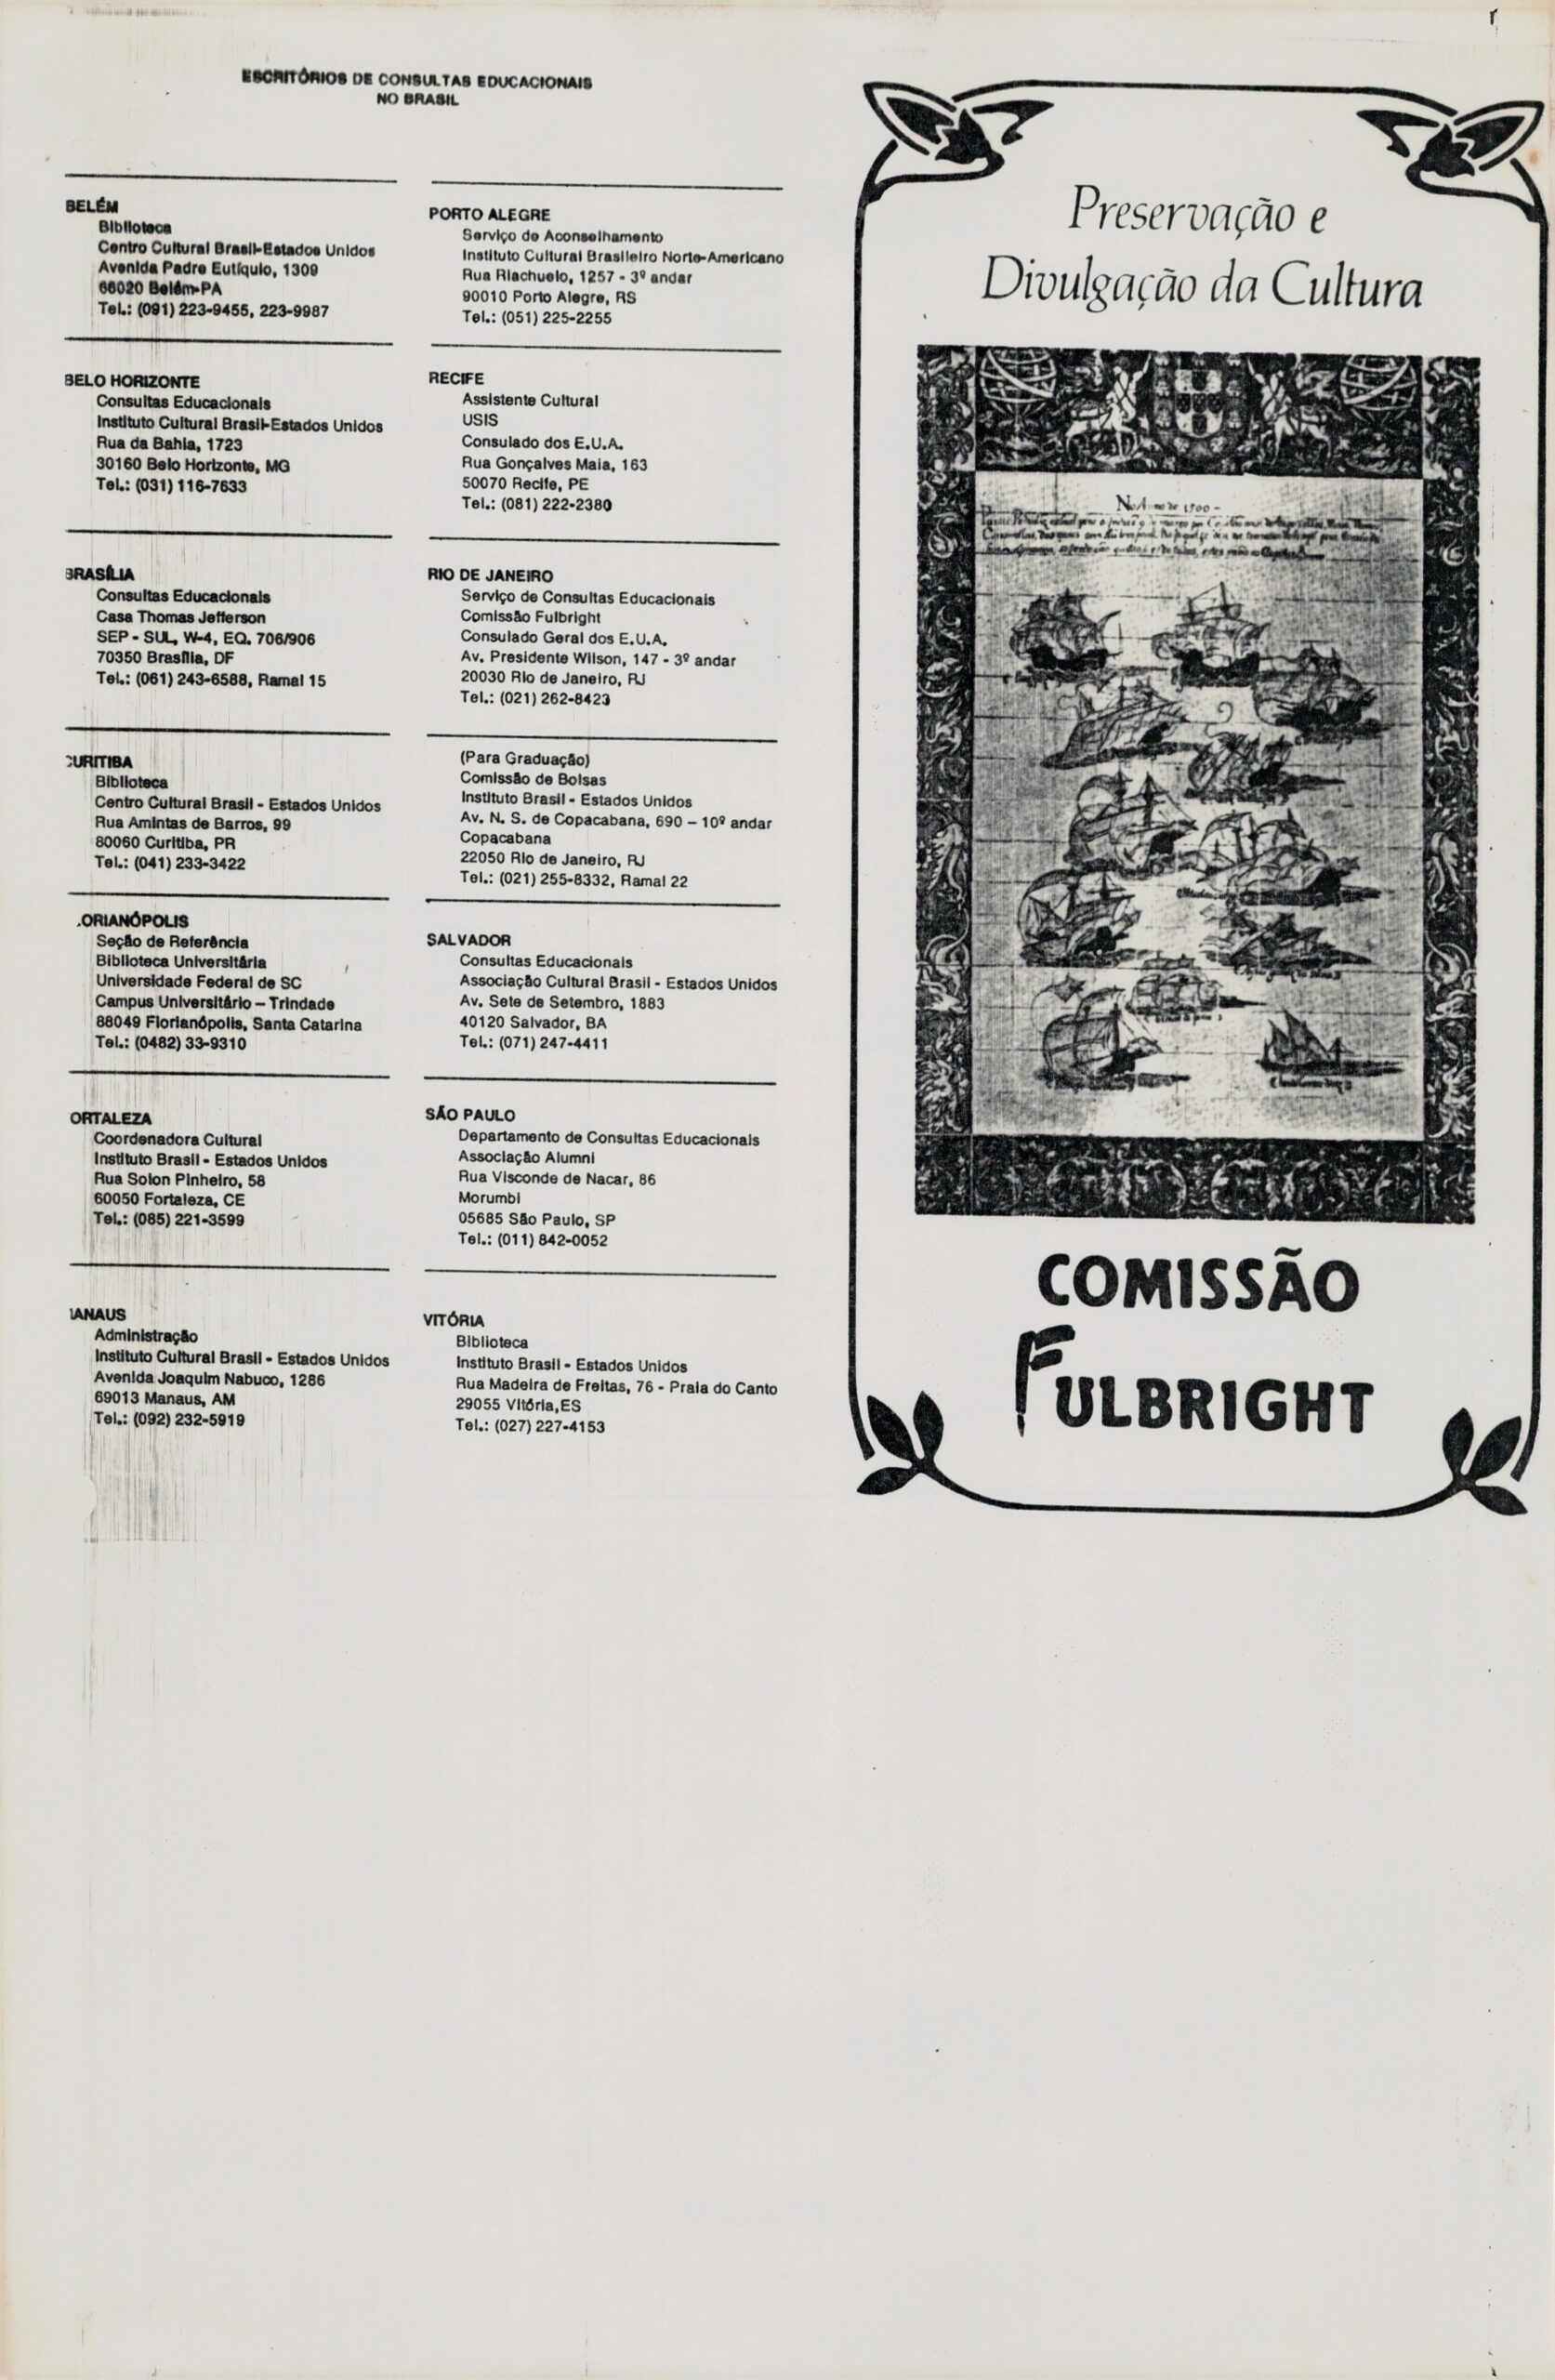 ESCRITÓRIOS DE CONSULTAS EDUCACIONAIS
NO BRASIL
BELÉM
Biblioteca
Centro Cultural Brasil-Estados Unidos
Avenida Padre Eutíquio, 1309
66020 Belém-PA
Tel.: (091) 223-9455, 223-9987
BELO HORIZONTE
Consultas Educacionais
Instituto Cultural Brasil-Estados Unidos
Rua da Bahia, 1723
30160 Belo Horizonte, MG
Tel.: (031) 116-7633
BRASÍLIA
Consultas Educacionais
Casa Thomas Jefferson
SEP - SUL, W-4, EQ. 706/906
70350 Brasília, DF
Tel.: (061) 243-6588, Ramal 15
CURITIBA
Biblioteca
Centro Cultural Brasil - Estados Unidos
Rua Amintas de Barros, 99
80060 Curitiba, PR
Tel.: (041) 233-3422
ORIANÓPOLIS
Seção de Referência
Biblioteca Universitária
Universidade Federal de SC
Campus Universitário – Trindade
88049 Florianópolis, Santa Catarina
Tel.: (0482) 33-9310
ORTALEZA
Coordenadora Cultural
Instituto Brasil - Estados Unidos
Rua Solon Pinheiro, 58
60050 Fortaleza, CE
Tel.: (085) 221-3599
ANAUS
Administração
Instituto Cultural Brasil - Estados Unidos
Avenida Joaquim Nabuco, 1286
69013 Manaus, AM
Tel.: (092) 232-5919
PORTO ALEGRE
Serviço de Aconselhamento
Instituto Cultural Brasileiro Norte-Americano
Rua Riachuelo, 1257 - 3º andar
90010 Porto Alegre, RS
Tel.: (051) 225-2255
RECIFE
Assistente Cultural
USIS
Consulado dos E.U.A.
Rua Gonçalves Maia, 163
50070 Recife, PE
Tel.: (081) 222-2380
RIO DE JANEIRO
Serviço de Consultas Educacionais
Comissão Fulbright
Consulado Geral dos E.U.A.
Av. Presidente Wilson, 147 - 3º andar
20030 Rio de Janeiro, RJ
Tel.: (021) 262-8423
(Para Graduação)
Comissão de Bolsas
Instituto Brasil - Estados Unidos
Av. N. S. de Copacabana, 690 – 10º andar
Copacabana
22050 Rio de Janeiro, RJ
Tel.: (021) 255-8332, Ramal 22
SALVADOR
Consultas Educacionais
Associação Cultural Brasil - Estados Unidos
Av. Sete de Setembro, 1883
40120 Salvador, BA
Tel.: (071) 247-4411
SÃO PAULO
Departamento de Consultas Educacionais
Associação Alumni
Rua Visconde de Nacar, 86
Morumbi
05685 São Paulo, SP
Tel.: (011) 842-0052
VITÓRIA
Biblioteca
Instituto Brasil - Estados Unidos
Rua Madeira de Freitas, 76 - Praia do Canto
29055 Vitória,ES
Tel.: (027) 227-4153
Preservação e
Divulgação da Cultura
No Anno de 1500 -
COMISSÃO
FULBRIGHT